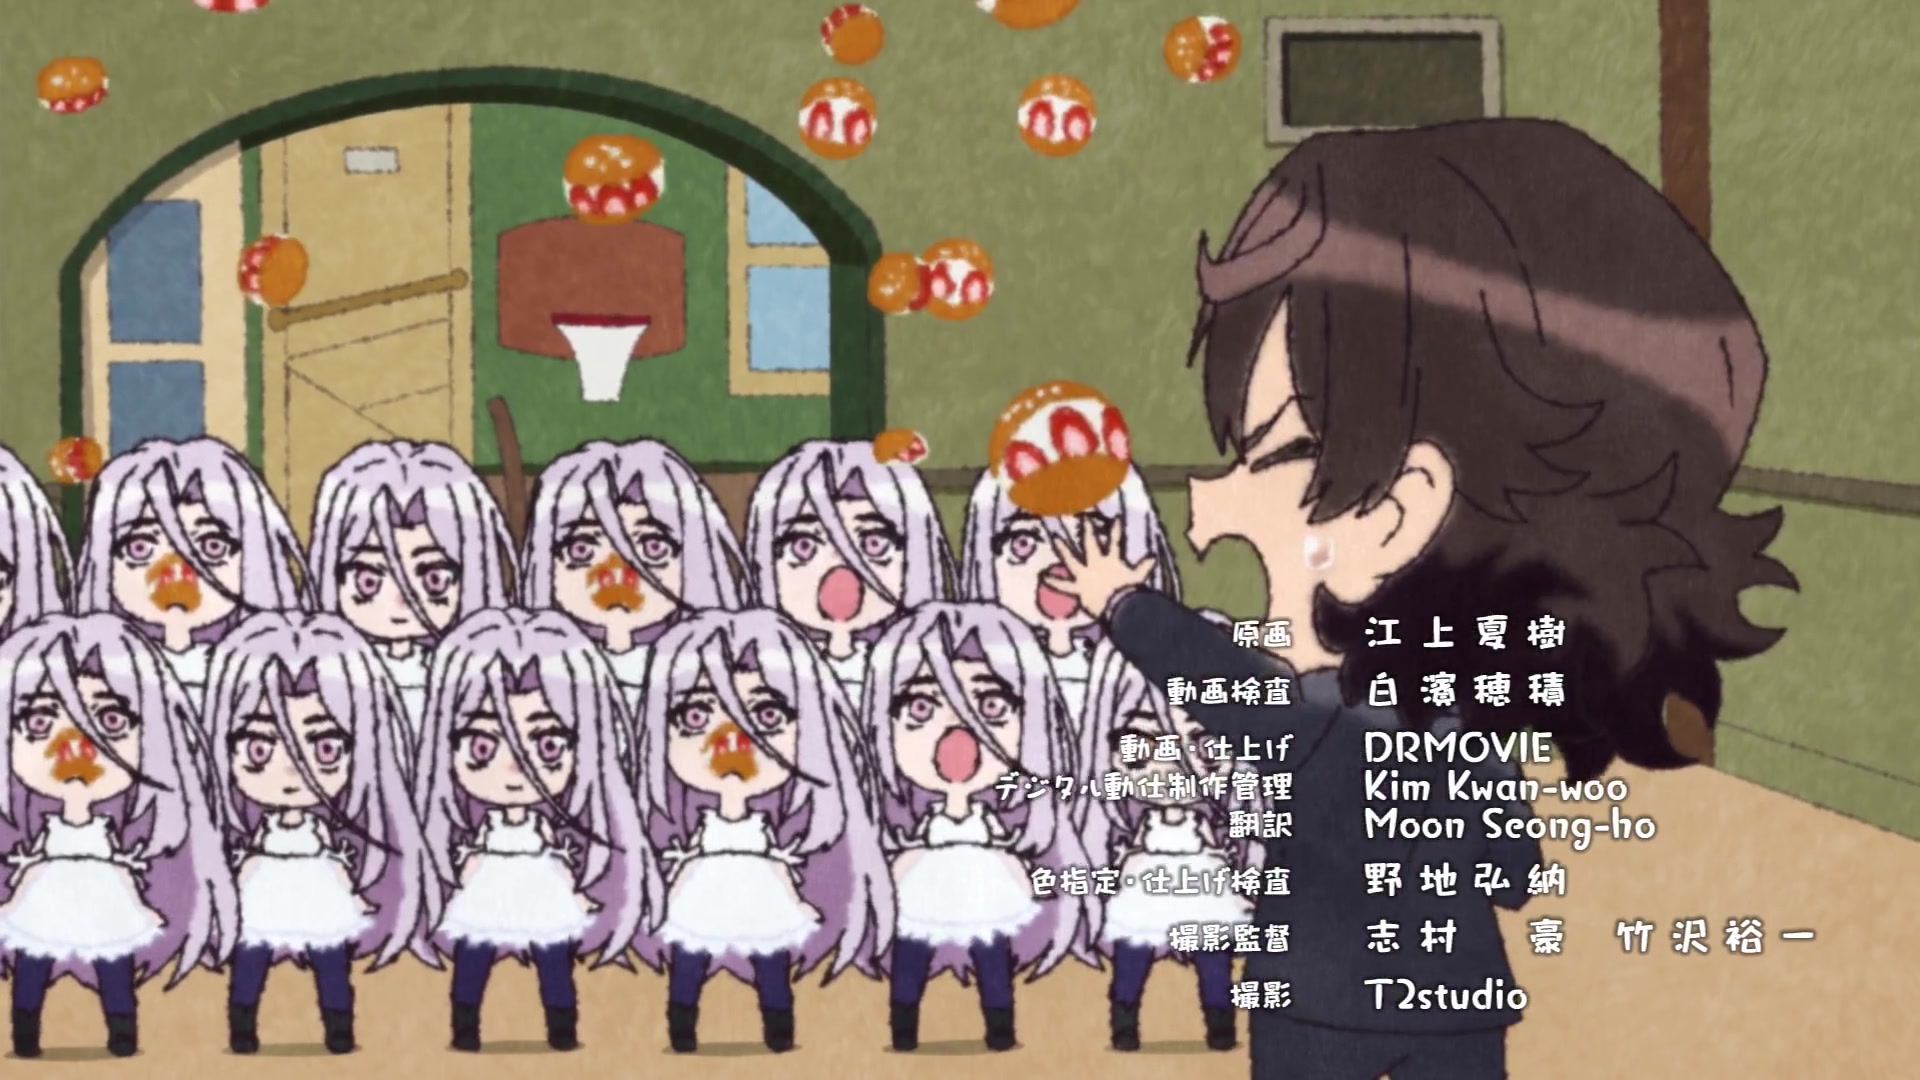 原画 江上夏樹
動画検査 白濱穂積
動画・仕上げ DRMOVIE
デジタル動仕制作管理 Kim Kwan-woo
翻訳 Moon Seong-ho
色指定・仕上げ検査 野地弘納
撮影監督 志村 豪 竹沢裕一
撮影 T2studio